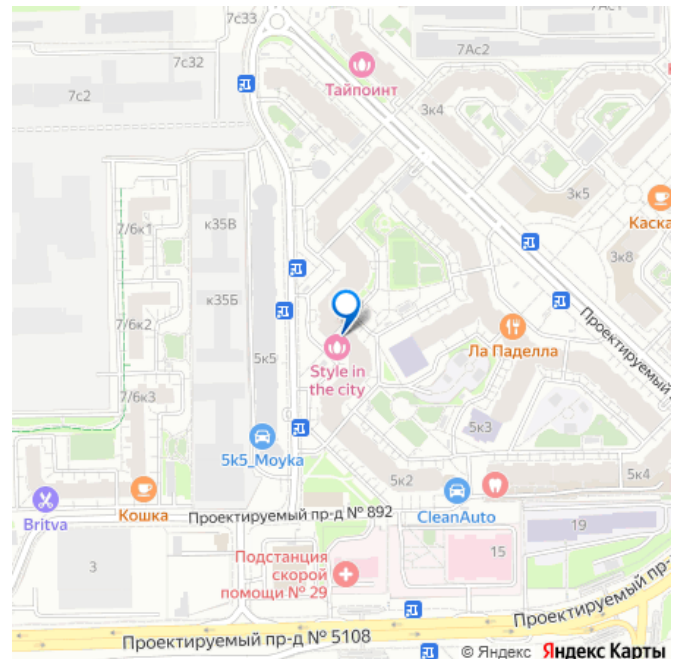 7с33
7Ас2
7Ас1
7с32
7с2
Тайпоинт
3к4
3к5
Каска
7/6к1
к35В
3к8
к35Б
7/6к2
Проектируемый
Style in
the city
5к5
Ла Паделла
7/6к3
5к3
5k5_Moyka
5к2
5к4
Britva
Кошка
Проектируемый пр-д № 892
CleanAuto
19
3
Подстанция
скорой
помощи № 29
15
Проектируемый пр-
Проектируемый пр-д № 5108
© Яндекс Яндекс Карты